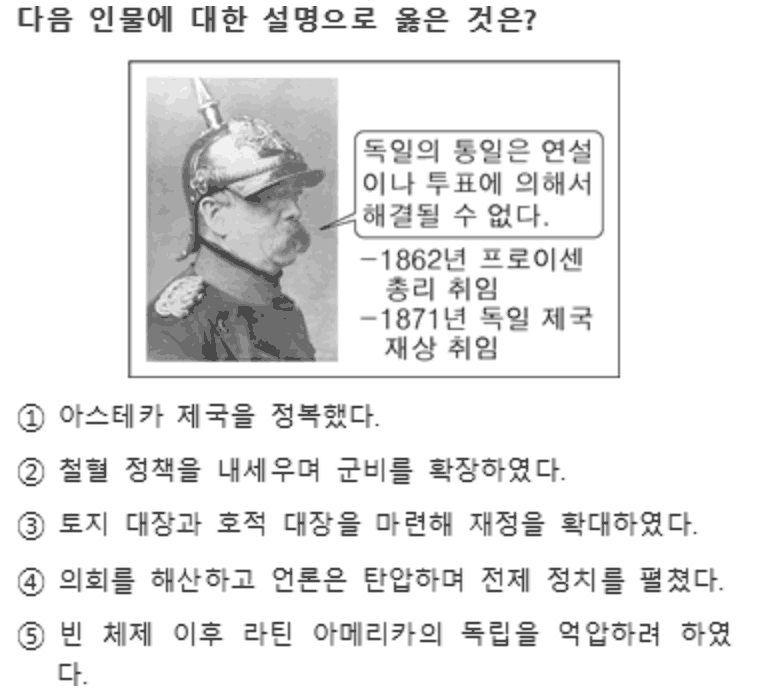 다음 인물에 대한 설명으로 옳은 것은?
독일의 통일은 연설
이나 투표에 의해서
해결될 수 없다.
-1862년 프로이센
총리 취임
-1871년 독일 제국
재상 취임
① 아스테카 제국을 정복했다.
② 철혈 정책을 내세우며 군비를 확장하였다.
③ 토지 대장과 호적 대장을 마련해 재정을 확대하였다.
④ 의회를 해산하고 언론은 탄압하며 전제 정치를 펼쳤다.
⑤ 빈 체제 이후 라틴 아메리카의 독립을 억압하려 하였
다.